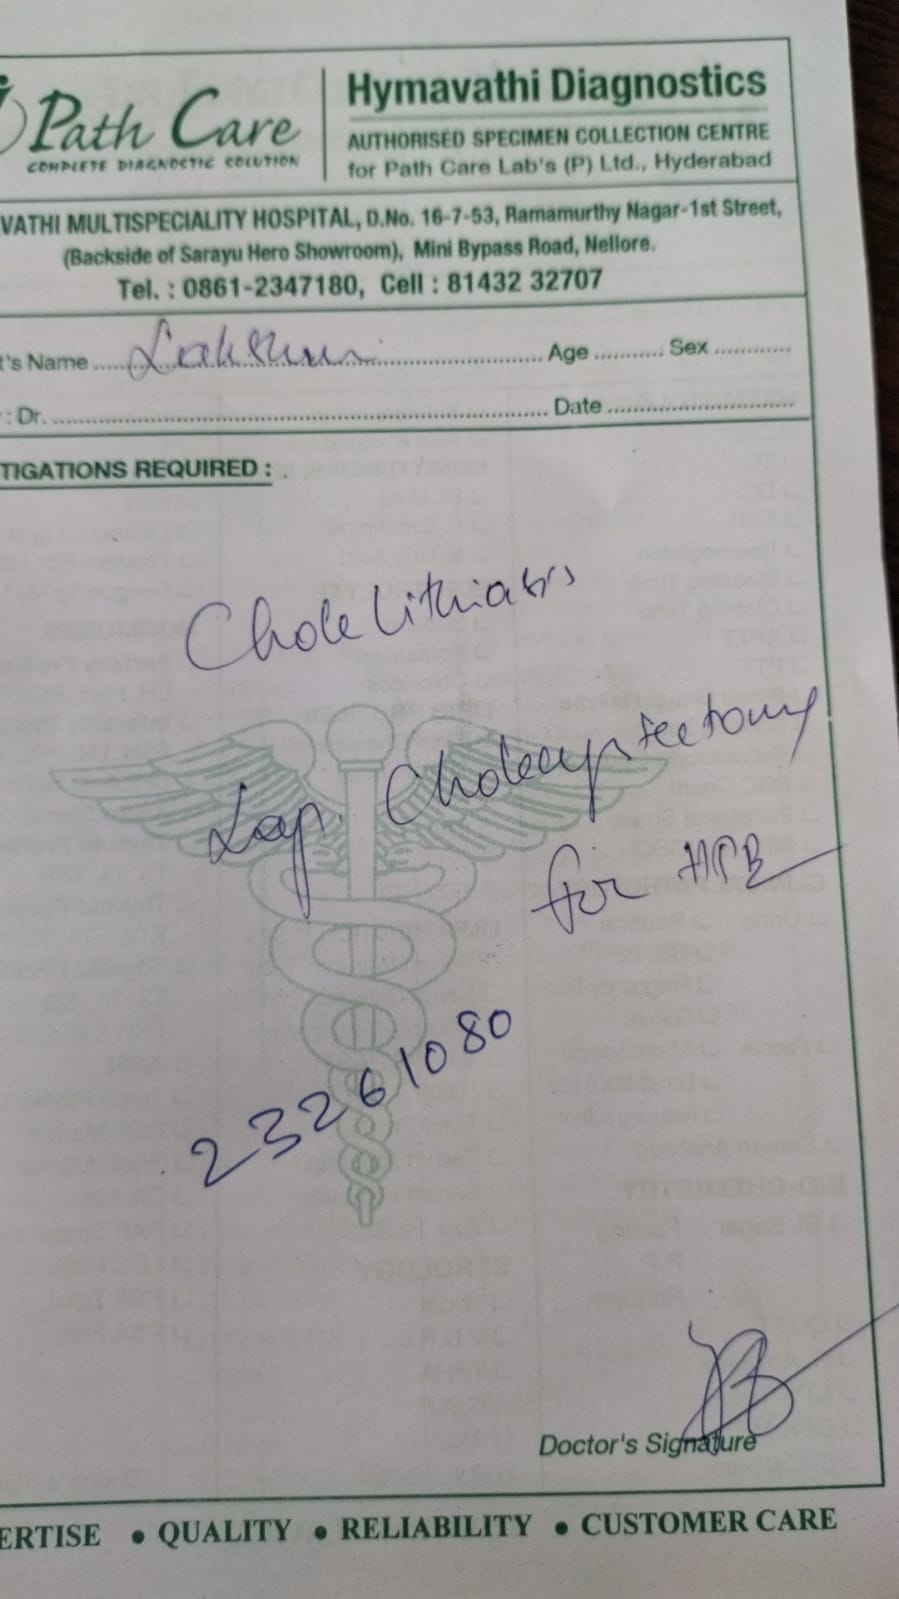 Path Care
COMPLETE DIAGNOSTIC SOLUTION
Hymavathi Diagnostics
AUTHORISED SPECIMEN COLLECTION CENTRE
for Path Care Lab's (P) Ltd., Hyderabad
VATHI MULTISPECIALITY HOSPITAL, D.No. 16-7-53, Ramamurthy Nagar-1st Street,
(Backside of Sarayu Hero Showroom), Mini Bypass Road, Nellore.
Tel. : 0861-2347180, Cell : 81432 32707
t's Name Lakshmi Age Sex
: Dr. Date
TIGATIONS REQUIRED :
Cholelithiasis
Lap. Cholecystectomy
for HPE
23261080
Doctor's Signature
ERTISE • QUALITY • RELIABILITY • CUSTOMER CARE